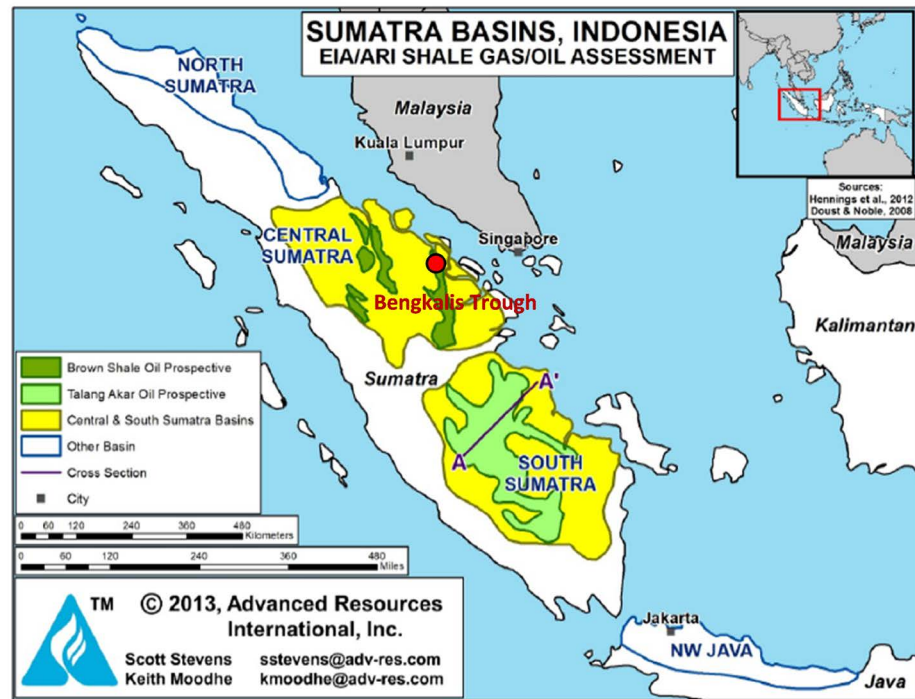 SUMATRA BASINS, INDONESIA
EIA/ARI SHALE GAS/OIL ASSESSMENT
NORTH
SUMATRA
Malaysia
Kuala Lumpur
Sources:
Hennings et al., 2012
Doust & Noble, 2008
CENTRAL
SUMATRA
Singapore
Malaysia
Bengkalis Trough
Kalimantan
Brown Shale Oil Prospective
Talang Akar Oil Prospective
Central & South Sumatra Basins
Other Basin
Cross Section
City
Sumatra
A'
A
SOUTH
SUMATRA
0 60 120 240 360 480
Kilometers
0 60 120 240 360 480
Miles
TM
© 2013, Advanced Resources
International, Inc.
Scott Stevens sstevens@adv-res.com
Keith Moodhe kmoodhe@adv-res.com
Jakarta
NW JAVA
Java